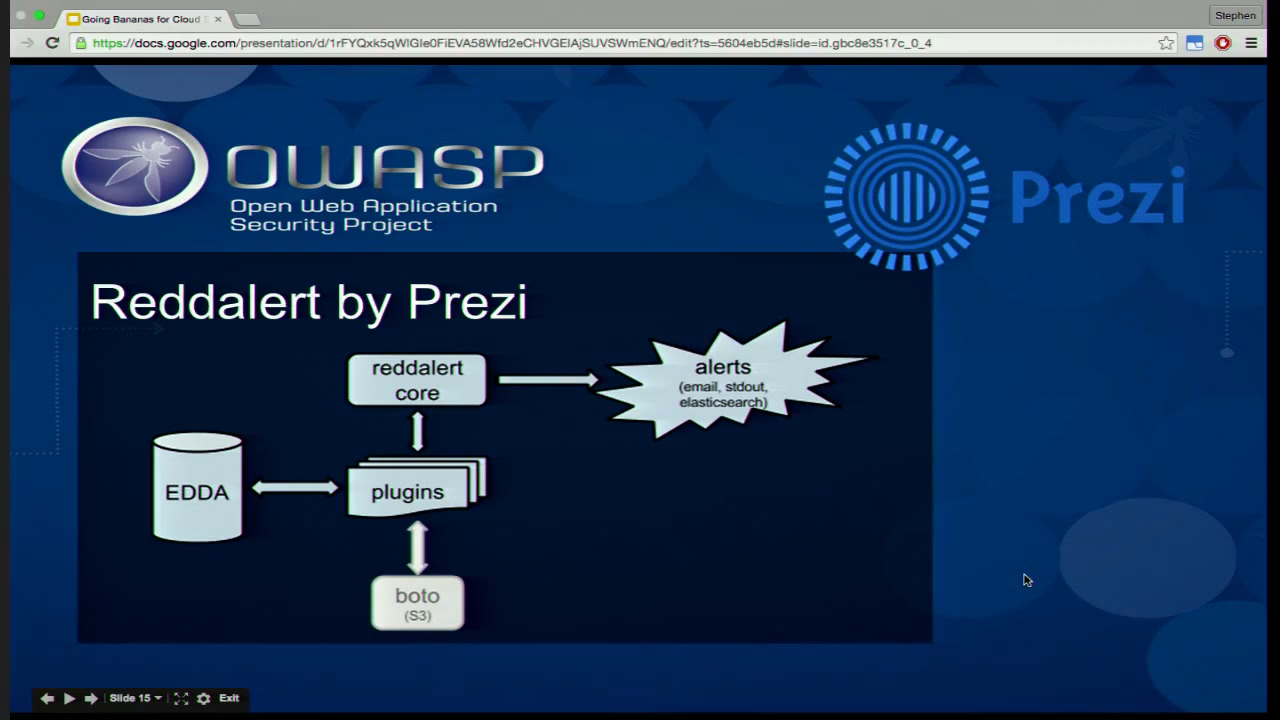 Going Bananas for Cloud
Stephen
https://docs.google.com/presentation/d/1rFYQxk5qWlGIe0FiEVA58Wfd2eCHVGEIAjSUVSWmENQ/edit?ts=5604eb5d#slide=id.gbc8e3517c_0_4
OWASP
Open Web Application
Security Project
Prezi
Reddalert by Prezi
reddalert
core
alerts
(email, stdout,
elasticsearch)
EDDA
plugins
boto
(S3)
Slide 15
Exit